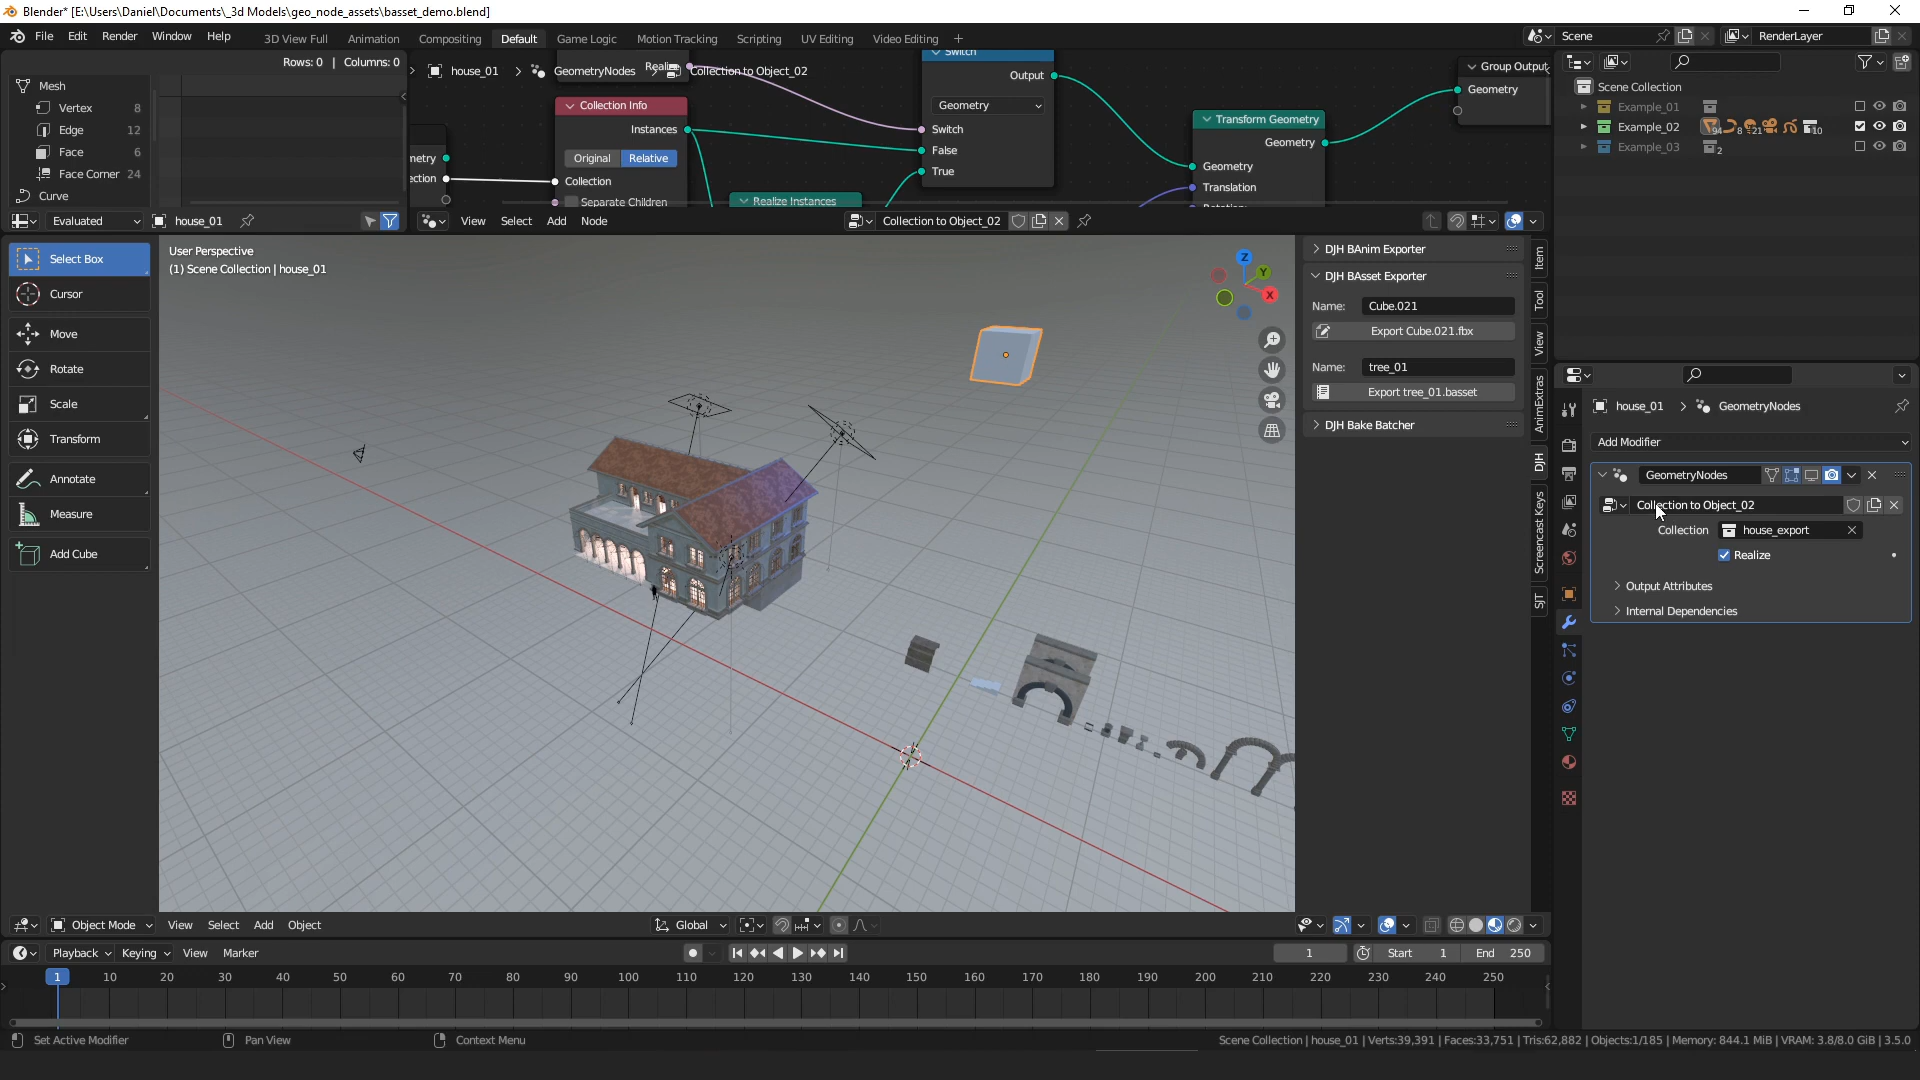 Blender* [E:\Users\Daniel\Documents\_3d Models\geo_node_assets\basset_demo.blend]
File Edit Render Window Help 3D View Full Animation Compositing Default Game Logic Motion Tracking Scripting UV Editing Video Editing + Scene RenderLayer
Rows: 0 | Columns: 0
Mesh
Vertex 8
Edge 12
Face 6
Face Corner 24
Curve
Evaluated house_01
house_01 > GeometryNodes > Collection to Object_02
Switch
Output
Geometry
Switch
False
True
Collection Info
Instances
Original Relative
Collection
Separate Children
Realize Instances
Transform Geometry
Geometry
Geometry
Translation
Group Output
Geometry
View Select Add Node Collection to Object_02
Scene Collection
Example_01
Example_02 94 8 21 10
Example_03 2
Select Box
Cursor
Move
Rotate
Scale
Transform
Annotate
Measure
Add Cube
User Perspective
(1) Scene Collection | house_01
Z
Y
X
DJH BAnim Exporter
DJH BAsset Exporter
Name: Cube.021
Export Cube.021.fbx
Name: tree_01
Export tree_01.basset
DJH Bake Batcher
Item
Tool
View
AnimExtras
DJH
Screencast Keys
SJT
house_01 > GeometryNodes
Add Modifier
GeometryNodes
Collection to Object_02
Collection house_export
Realize
Output Attributes
Internal Dependencies
Object Mode View Select Add Object Global
Playback Keying View Marker 1 Start 1 End 250
1 10 20 30 40 50 60 70 80 90 100 110 120 130 140 150 160 170 180 190 200 210 220 230 240 250
Set Active Modifier Pan View Context Menu Scene Collection | house_01 | Verts:39,391 | Faces:33,751 | Tris:62,882 | Objects:1/185 | Memory: 844.1 MiB | VRAM: 3.8/8.0 GiB | 3.5.0